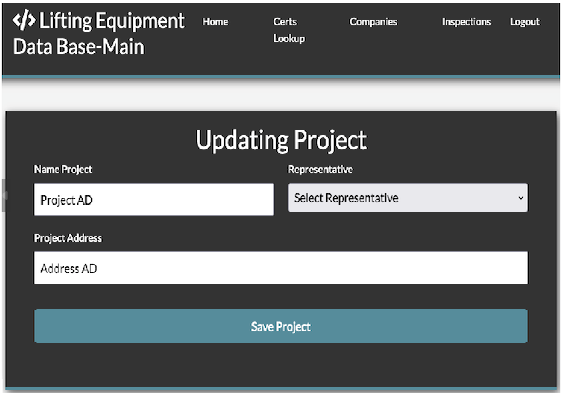 </> Lifting Equipment
Data Base-Main
Home
Certs
Lookup
Companies
Inspections
Logout
Updating Project
Name Project
Representative
Project AD
Select Representative
Project Address
Address AD
Save Project